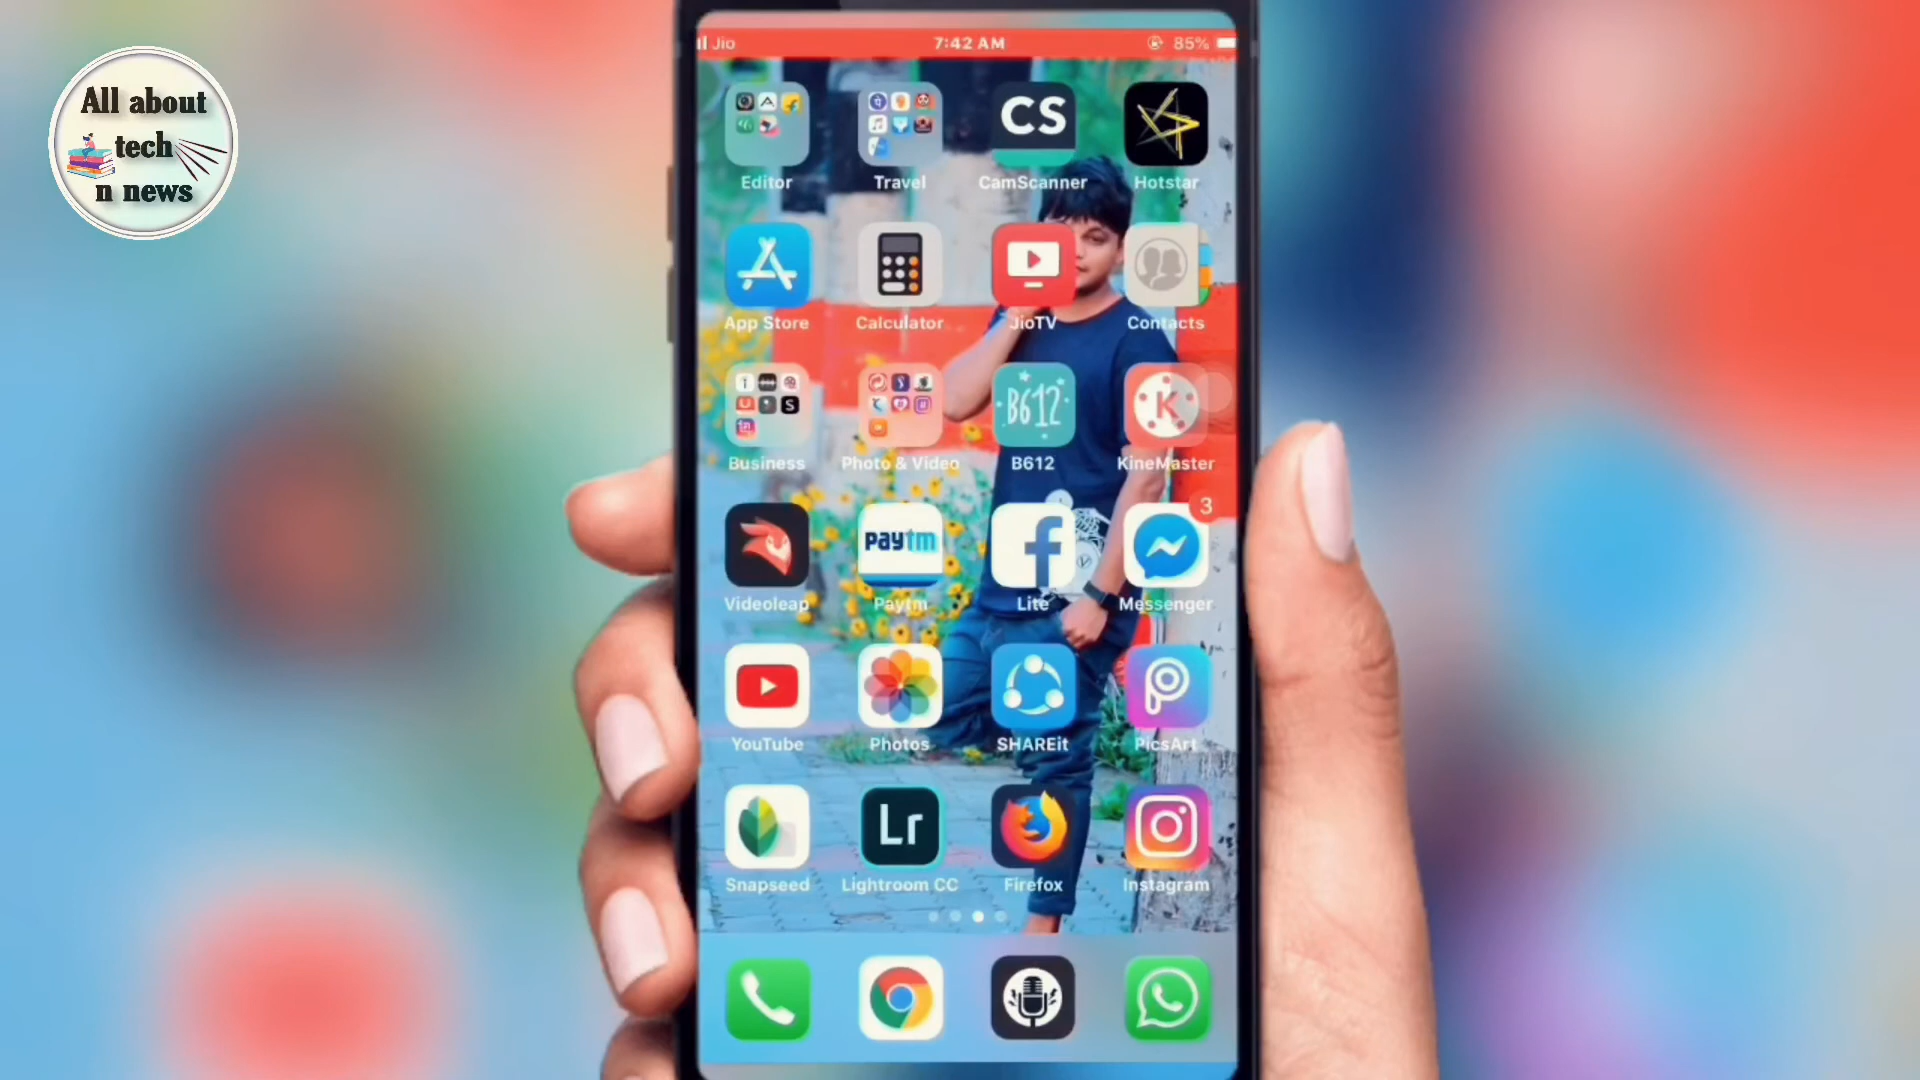 All about
tech
n news
Jio 7:42 AM 85%
CS
Editor Travel CamScanner Hotstar
App Store Calculator JioTV Contacts
B612 K
Business Photo & Video B612 KineMaster
3
paytm
Videoleap Paytm Lite Messenger
YouTube Photos SHAREit PicsArt
Lr
Snapseed Lightroom CC Firefox Instagram